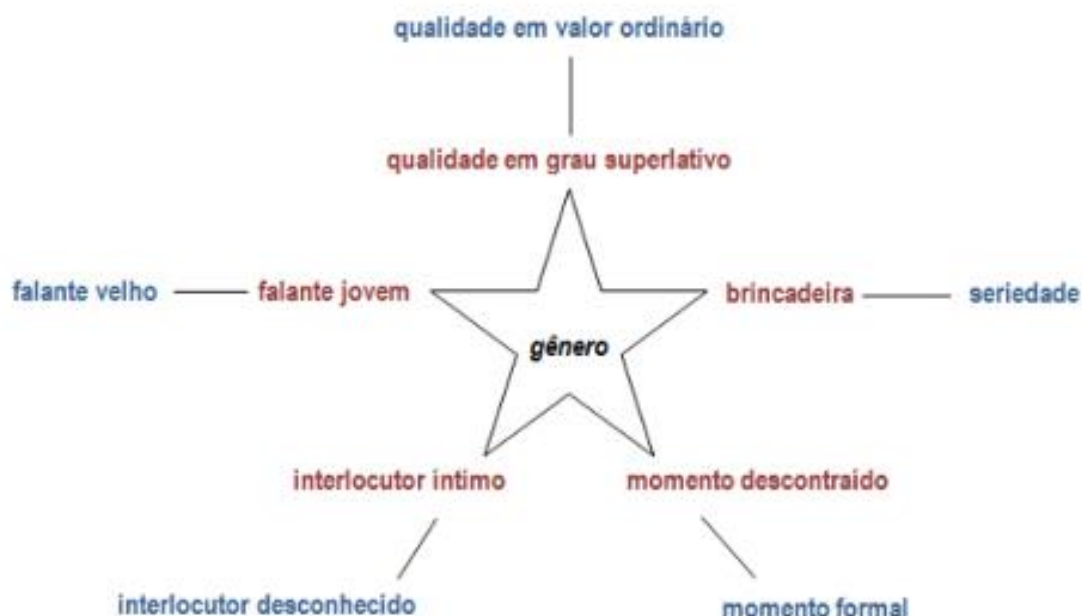 qualidade em valor ordinário
qualidade em grau superlativo
falante velho falante jovem brincadeira seriedade
gênero
interlocutor íntimo momento descontraído
interlocutor desconhecido momento formal